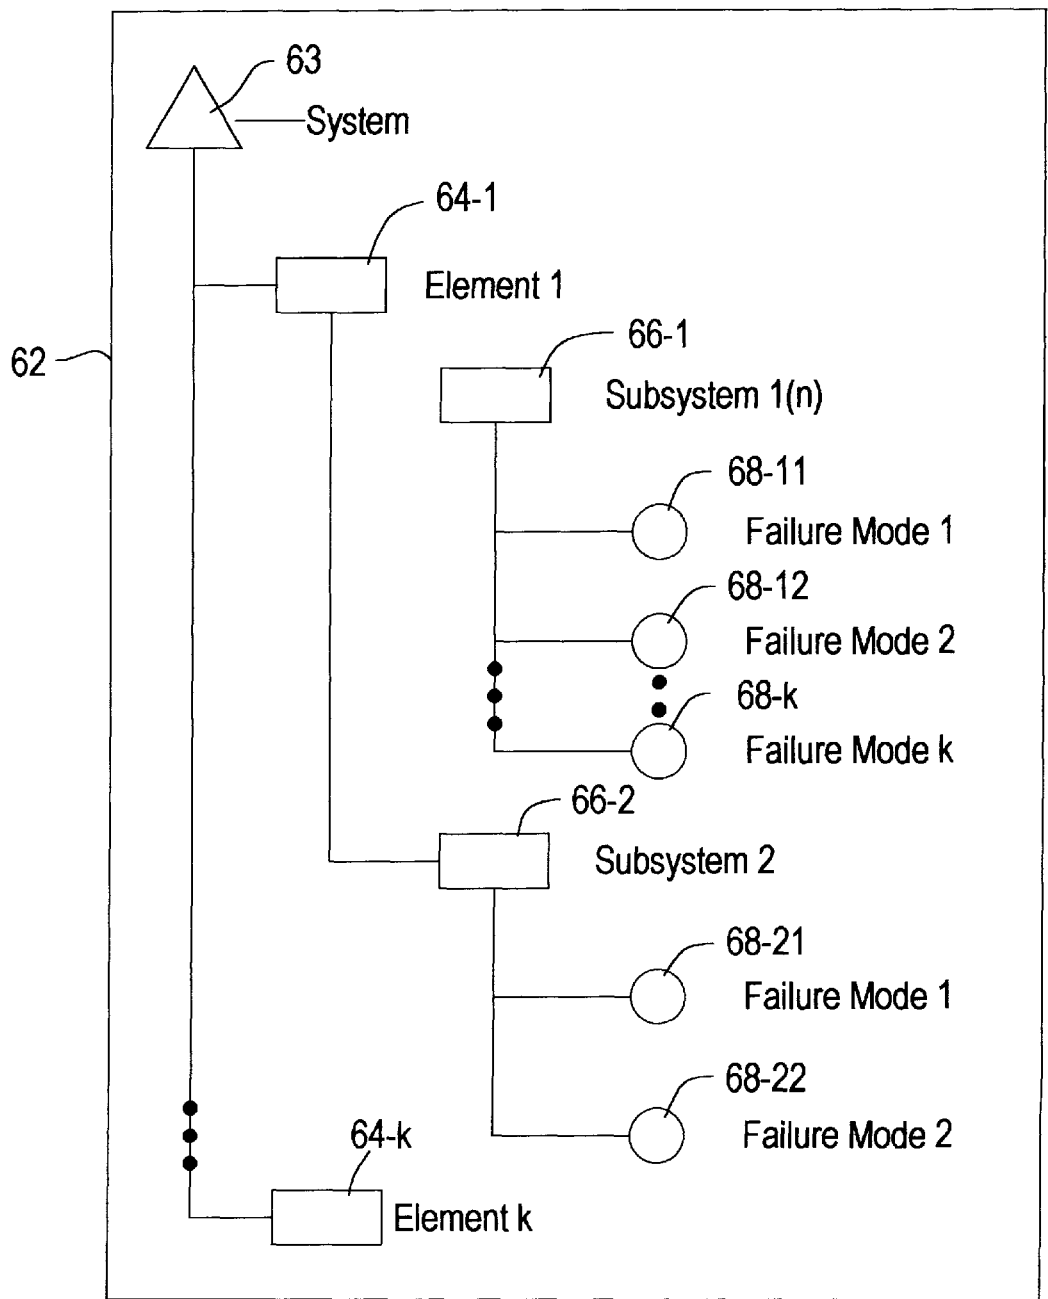 63
System
64-1
Element 1
66-1
62
Subsystem 1(n)
68-11
Failure Mode 1
68-12
Failure Mode 2
68-k
Failure Mode k
66-2
Subsystem 2
68-21
Failure Mode 1
68-22
Failure Mode 2
64-k
Element k